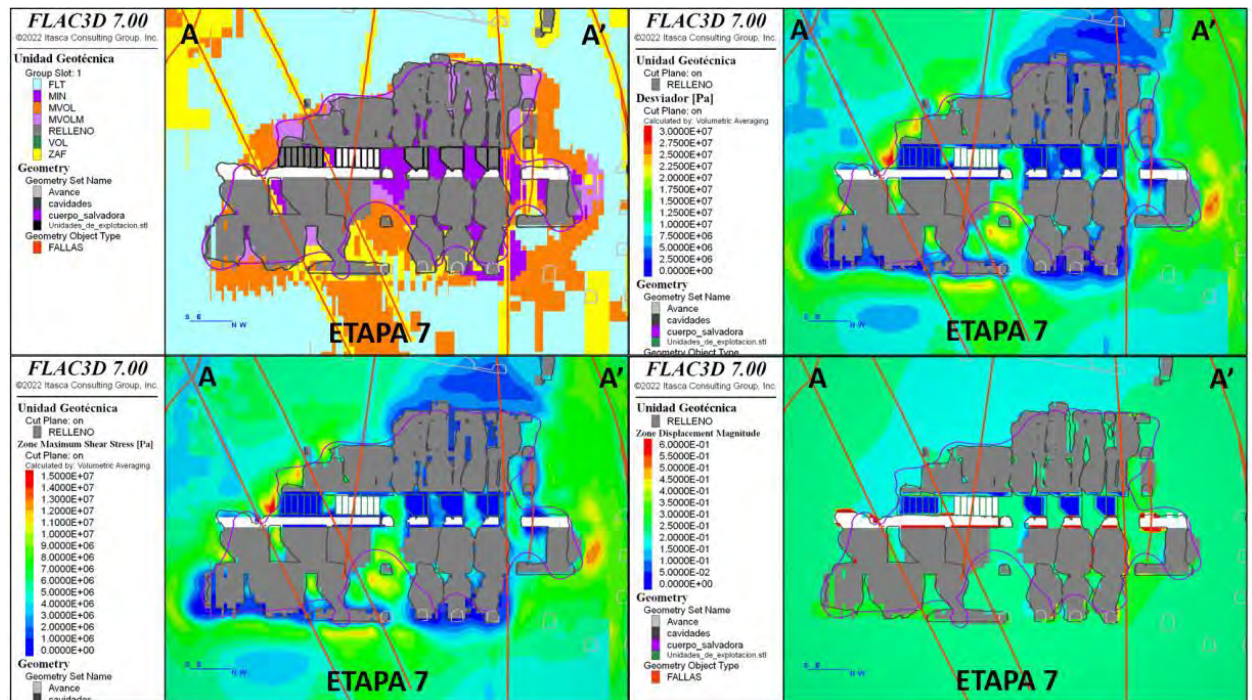 FLAC3D 7.00
©2022 Itasca Consulting Group, Inc.
Unidad Geotécnica
Group Slot: 1
FLT
MIN
MVOL
MVOLM
RELLENO
VOL
ZAF
Geometry
Geometry Set Name
Avance
cavidades
cuerpo_salvadora
Unidades_de_explotacion.stl
Geometry Object Type
FALLAS
A
A'
S E
N W
ETAPA 7
FLAC3D 7.00
©2022 Itasca Consulting Group, Inc.
Unidad Geotécnica
Cut Plane: on
RELLENO
Desviador [Pa]
Cut Plane: on
Calculated by: Volumetric Averaging
3.0000E+07
2.7500E+07
2.5000E+07
2.2500E+07
2.0000E+07
1.7500E+07
1.5000E+07
1.2500E+07
1.0000E+07
7.5000E+06
5.0000E+06
2.5000E+06
0.0000E+00
Geometry
Geometry Set Name
Avance
cavidades
cuerpo_salvadora
Unidades_de_explotacion.stl
Geometry Object Type
A
A'
S E
N W
ETAPA 7
FLAC3D 7.00
©2022 Itasca Consulting Group, Inc.
Unidad Geotécnica
Cut Plane: on
RELLENO
Zone Maximum Shear Stress [Pa]
Cut Plane: on
Calculated by: Volumetric Averaging
1.5000E+07
1.4000E+07
1.3000E+07
1.2000E+07
1.1000E+07
1.0000E+07
9.0000E+06
8.0000E+06
7.0000E+06
6.0000E+06
5.0000E+06
4.0000E+06
3.0000E+06
2.0000E+06
1.0000E+06
0.0000E+00
Geometry
Geometry Set Name
Avance
cavidades
A
A'
S E
N W
ETAPA 7
FLAC3D 7.00
©2022 Itasca Consulting Group, Inc.
Unidad Geotécnica
Cut Plane: on
RELLENO
Zone Displacement Magnitude
Cut Plane: on
6.0000E-01
5.5000E-01
5.0000E-01
4.5000E-01
4.0000E-01
3.5000E-01
3.0000E-01
2.5000E-01
2.0000E-01
1.5000E-01
1.0000E-01
5.0000E-02
0.0000E+00
Geometry
Geometry Set Name
Avance
cavidades
cuerpo_salvadora
Unidades_de_explotacion.stl
Geometry Object Type
FALLAS
A
A'
S E
N W
ETAPA 7